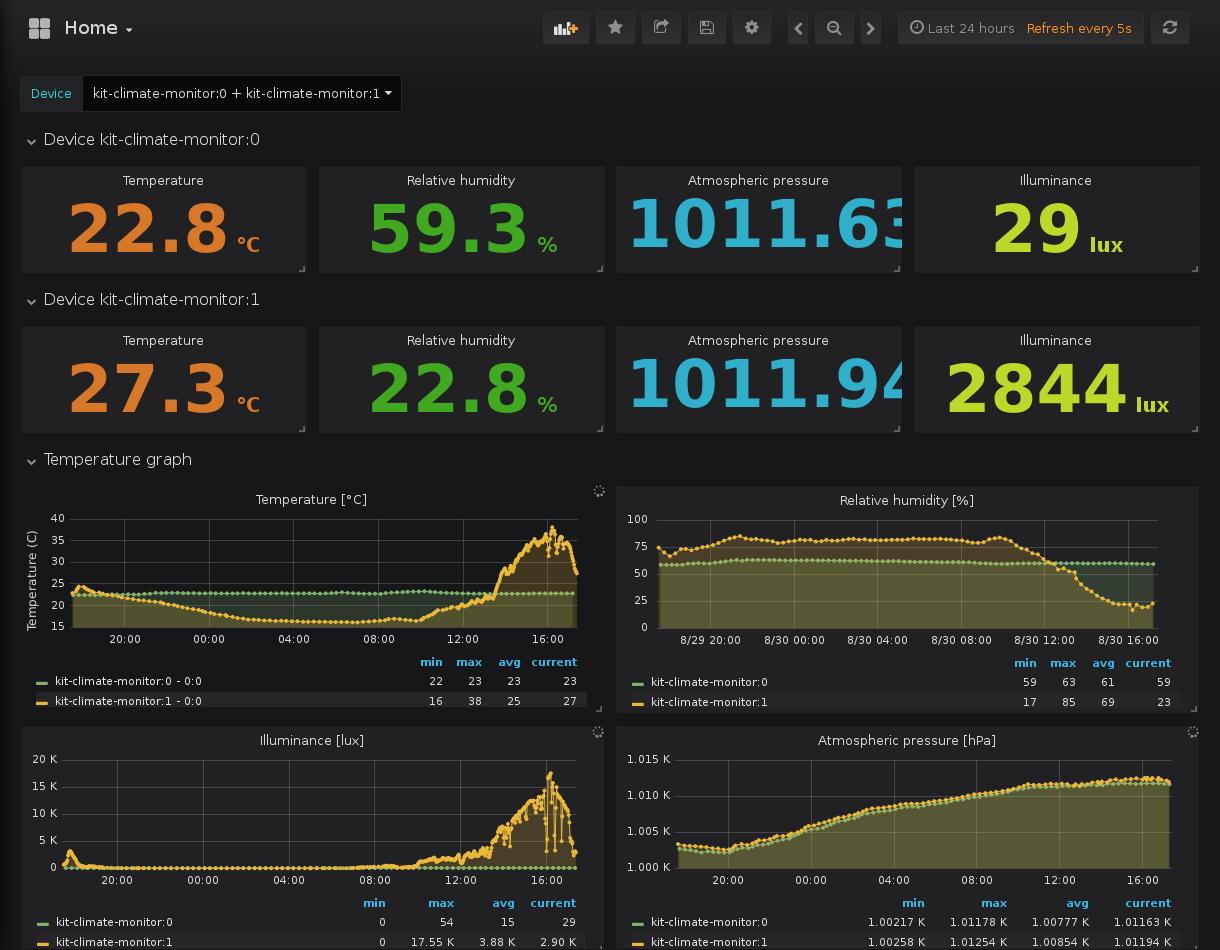 Home
Last 24 hours Refresh every 5s
Device kit-climate-monitor:0 + kit-climate-monitor:1
Device kit-climate-monitor:0
Temperature Relative humidity Atmospheric pressure Illuminance
22.8 °C 59.3 % 1011.63 29 lux
Device kit-climate-monitor:1
Temperature Relative humidity Atmospheric pressure Illuminance
27.3 °C 22.8 % 1011.94 2844 lux
Temperature graph
Temperature [°C]
Temperature (C)
40
35
30
25
20
15
20:00 00:00 04:00 08:00 12:00 16:00
min max avg current
kit-climate-monitor:0 - 0:0 22 23 23 23
kit-climate-monitor:1 - 0:0 16 38 25 27
Relative humidity [%]
100
75
50
25
0
8/29 20:00 8/30 00:00 8/30 04:00 8/30 08:00 8/30 12:00 8/30 16:00
min max avg current
kit-climate-monitor:0 59 63 61 59
kit-climate-monitor:1 17 85 69 23
Illuminance [lux]
20 K
15 K
10 K
5 K
0
20:00 00:00 04:00 08:00 12:00 16:00
min max avg current
kit-climate-monitor:0 0 54 15 29
kit-climate-monitor:1 0 17.55 K 3.88 K 2.90 K
Atmospheric pressure [hPa]
1.015 K
1.010 K
1.005 K
1.000 K
20:00 00:00 04:00 08:00 12:00 16:00
min max avg current
kit-climate-monitor:0 1.00217 K 1.01178 K 1.00777 K 1.01163 K
kit-climate-monitor:1 1.00258 K 1.01254 K 1.00854 K 1.01194 K